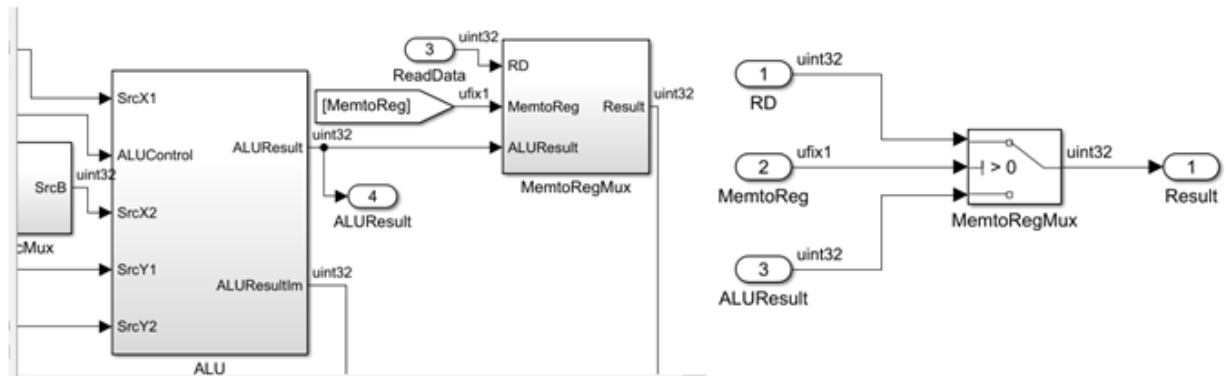 uint32
3
ReadData
RD
ufix1
[MemtoReg]
MemtoReg
Result
uint32
SrcX1
ALUControl
ALUResult
uint32
ALUResult
MemtoRegMux
uint32
SrcB
SrcX2
4
ALUResult
cMux
SrcY1
ALUResultIm
uint32
SrcY2
ALU
uint32
1
RD
ufix1
2
MemtoReg
> 0
uint32
1
Result
MemtoRegMux
uint32
3
ALUResult